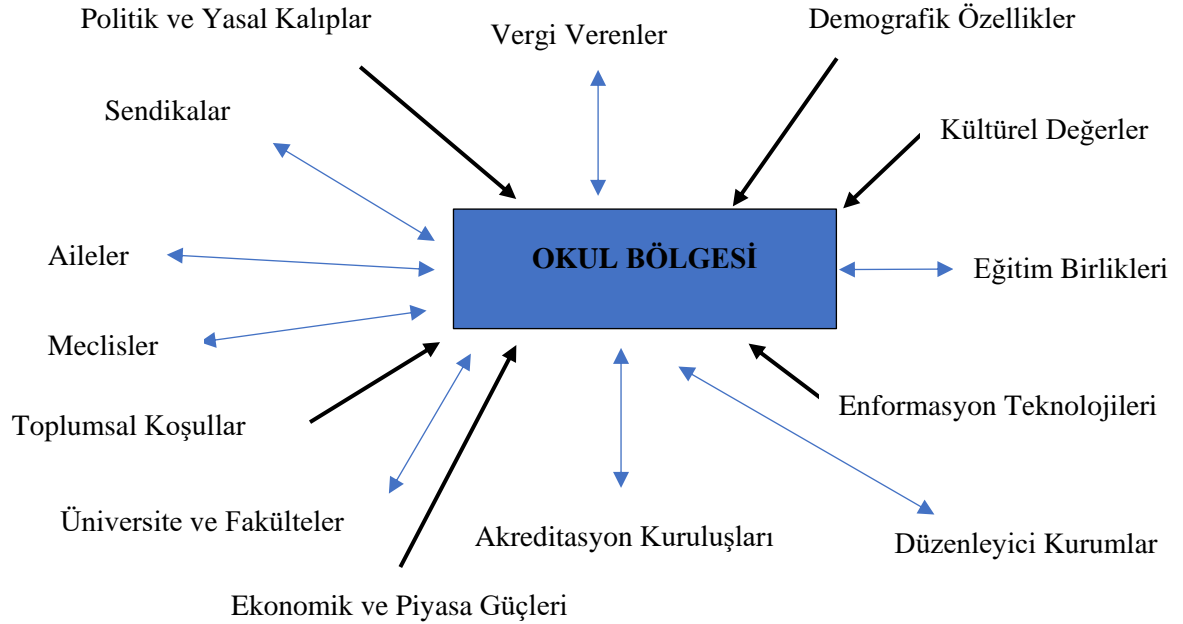 Politik ve Yasal Kalıplar
Vergi Verenler
Demografik Özellikler
Sendikalar
Kültürel Değerler
Aileler
OKUL BÖLGESİ
Eğitim Birlikleri
Meclisler
Toplumsal Koşullar
Enformasyon Teknolojileri
Üniversite ve Fakülteler
Akreditasyon Kuruluşları
Düzenleyici Kurumlar
Ekonomik ve Piyasa Güçleri